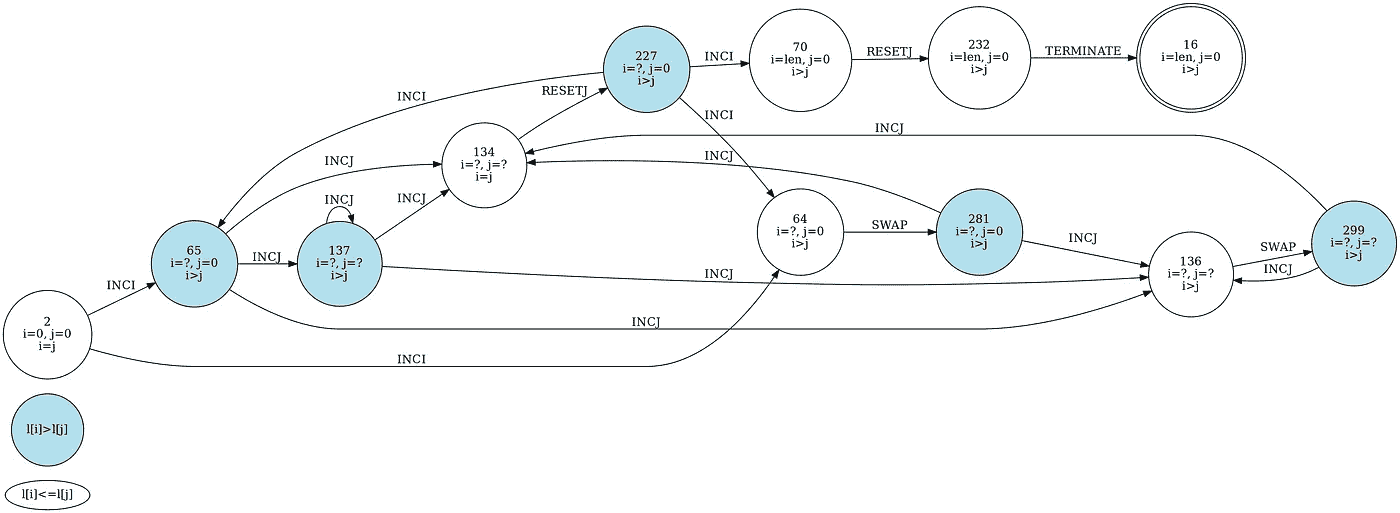 227
i=?, j=0
i>j
INCI
70
i=len, j=0
i>j
RESETJ
232
i=len, j=0
i>j
TERMINATE
16
i=len, j=0
i>j
INCI
RESETJ
INCI
INCJ
134
i=?, j=?
i=j
INCJ
INCJ
INCJ
INCJ
65
i=?, j=0
i>j
INCJ
137
i=?, j=?
i>j
64
i=?, j=0
i>j
SWAP
281
i=?, j=0
i>j
INCJ
136
i=?, j=?
i>j
SWAP
INCJ
299
i=?, j=?
i>j
INCJ
INCI
2
i=0, j=0
i=j
INCJ
INCI
l[i]>l[j]
l[i]<=l[j]